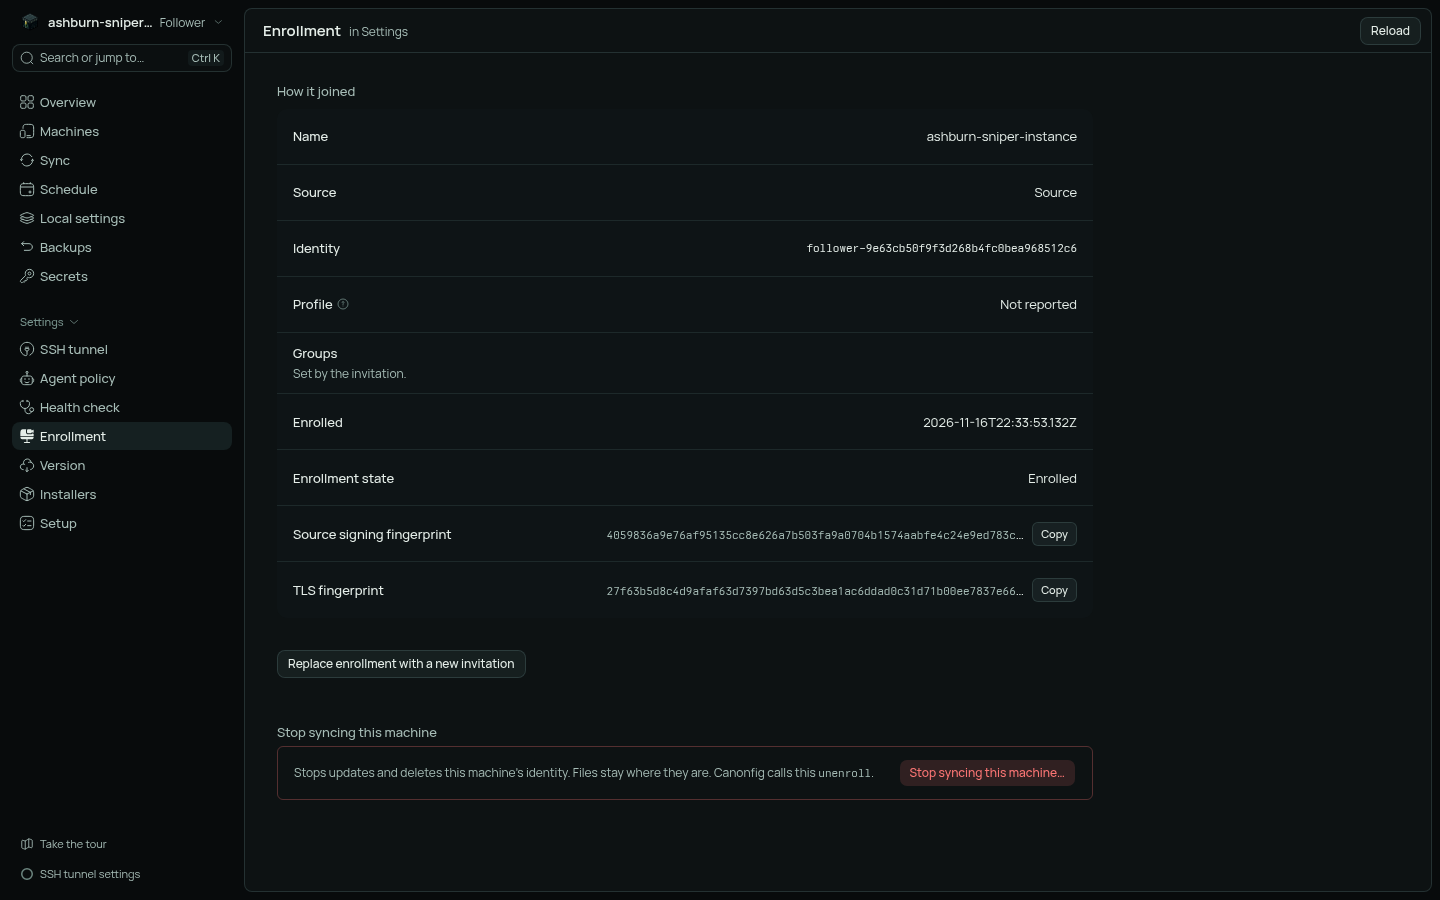 ashburn-sniper… Follower
Search or jump to… Ctrl K
Overview
Machines
Sync
Schedule
Local settings
Backups
Secrets
Settings
SSH tunnel
Agent policy
Health check
Enrollment
Version
Installers
Setup
Take the tour
SSH tunnel settings
Enrollment in Settings
Reload
How it joined
Name ashburn-sniper-instance
Source Source
Identity follower-9e63cb50f9f3d268b4fc0bea968512c6
Profile Not reported
Groups
Set by the invitation.
Enrolled 2026-11-16T22:33:53.132Z
Enrollment state Enrolled
Source signing fingerprint 4059836a9e76af95135cc8e626a7b503fa9a0704b1574aabfe4c24e9ed783c… Copy
TLS fingerprint 27f63b5d8c4d9afaf63d7397bd63d5c3bea1ac6ddad0c31d71b00ee7837e66… Copy
Replace enrollment with a new invitation
Stop syncing this machine
Stops updates and deletes this machine's identity. Files stay where they are. Canonfig calls this unenroll. Stop syncing this machine…